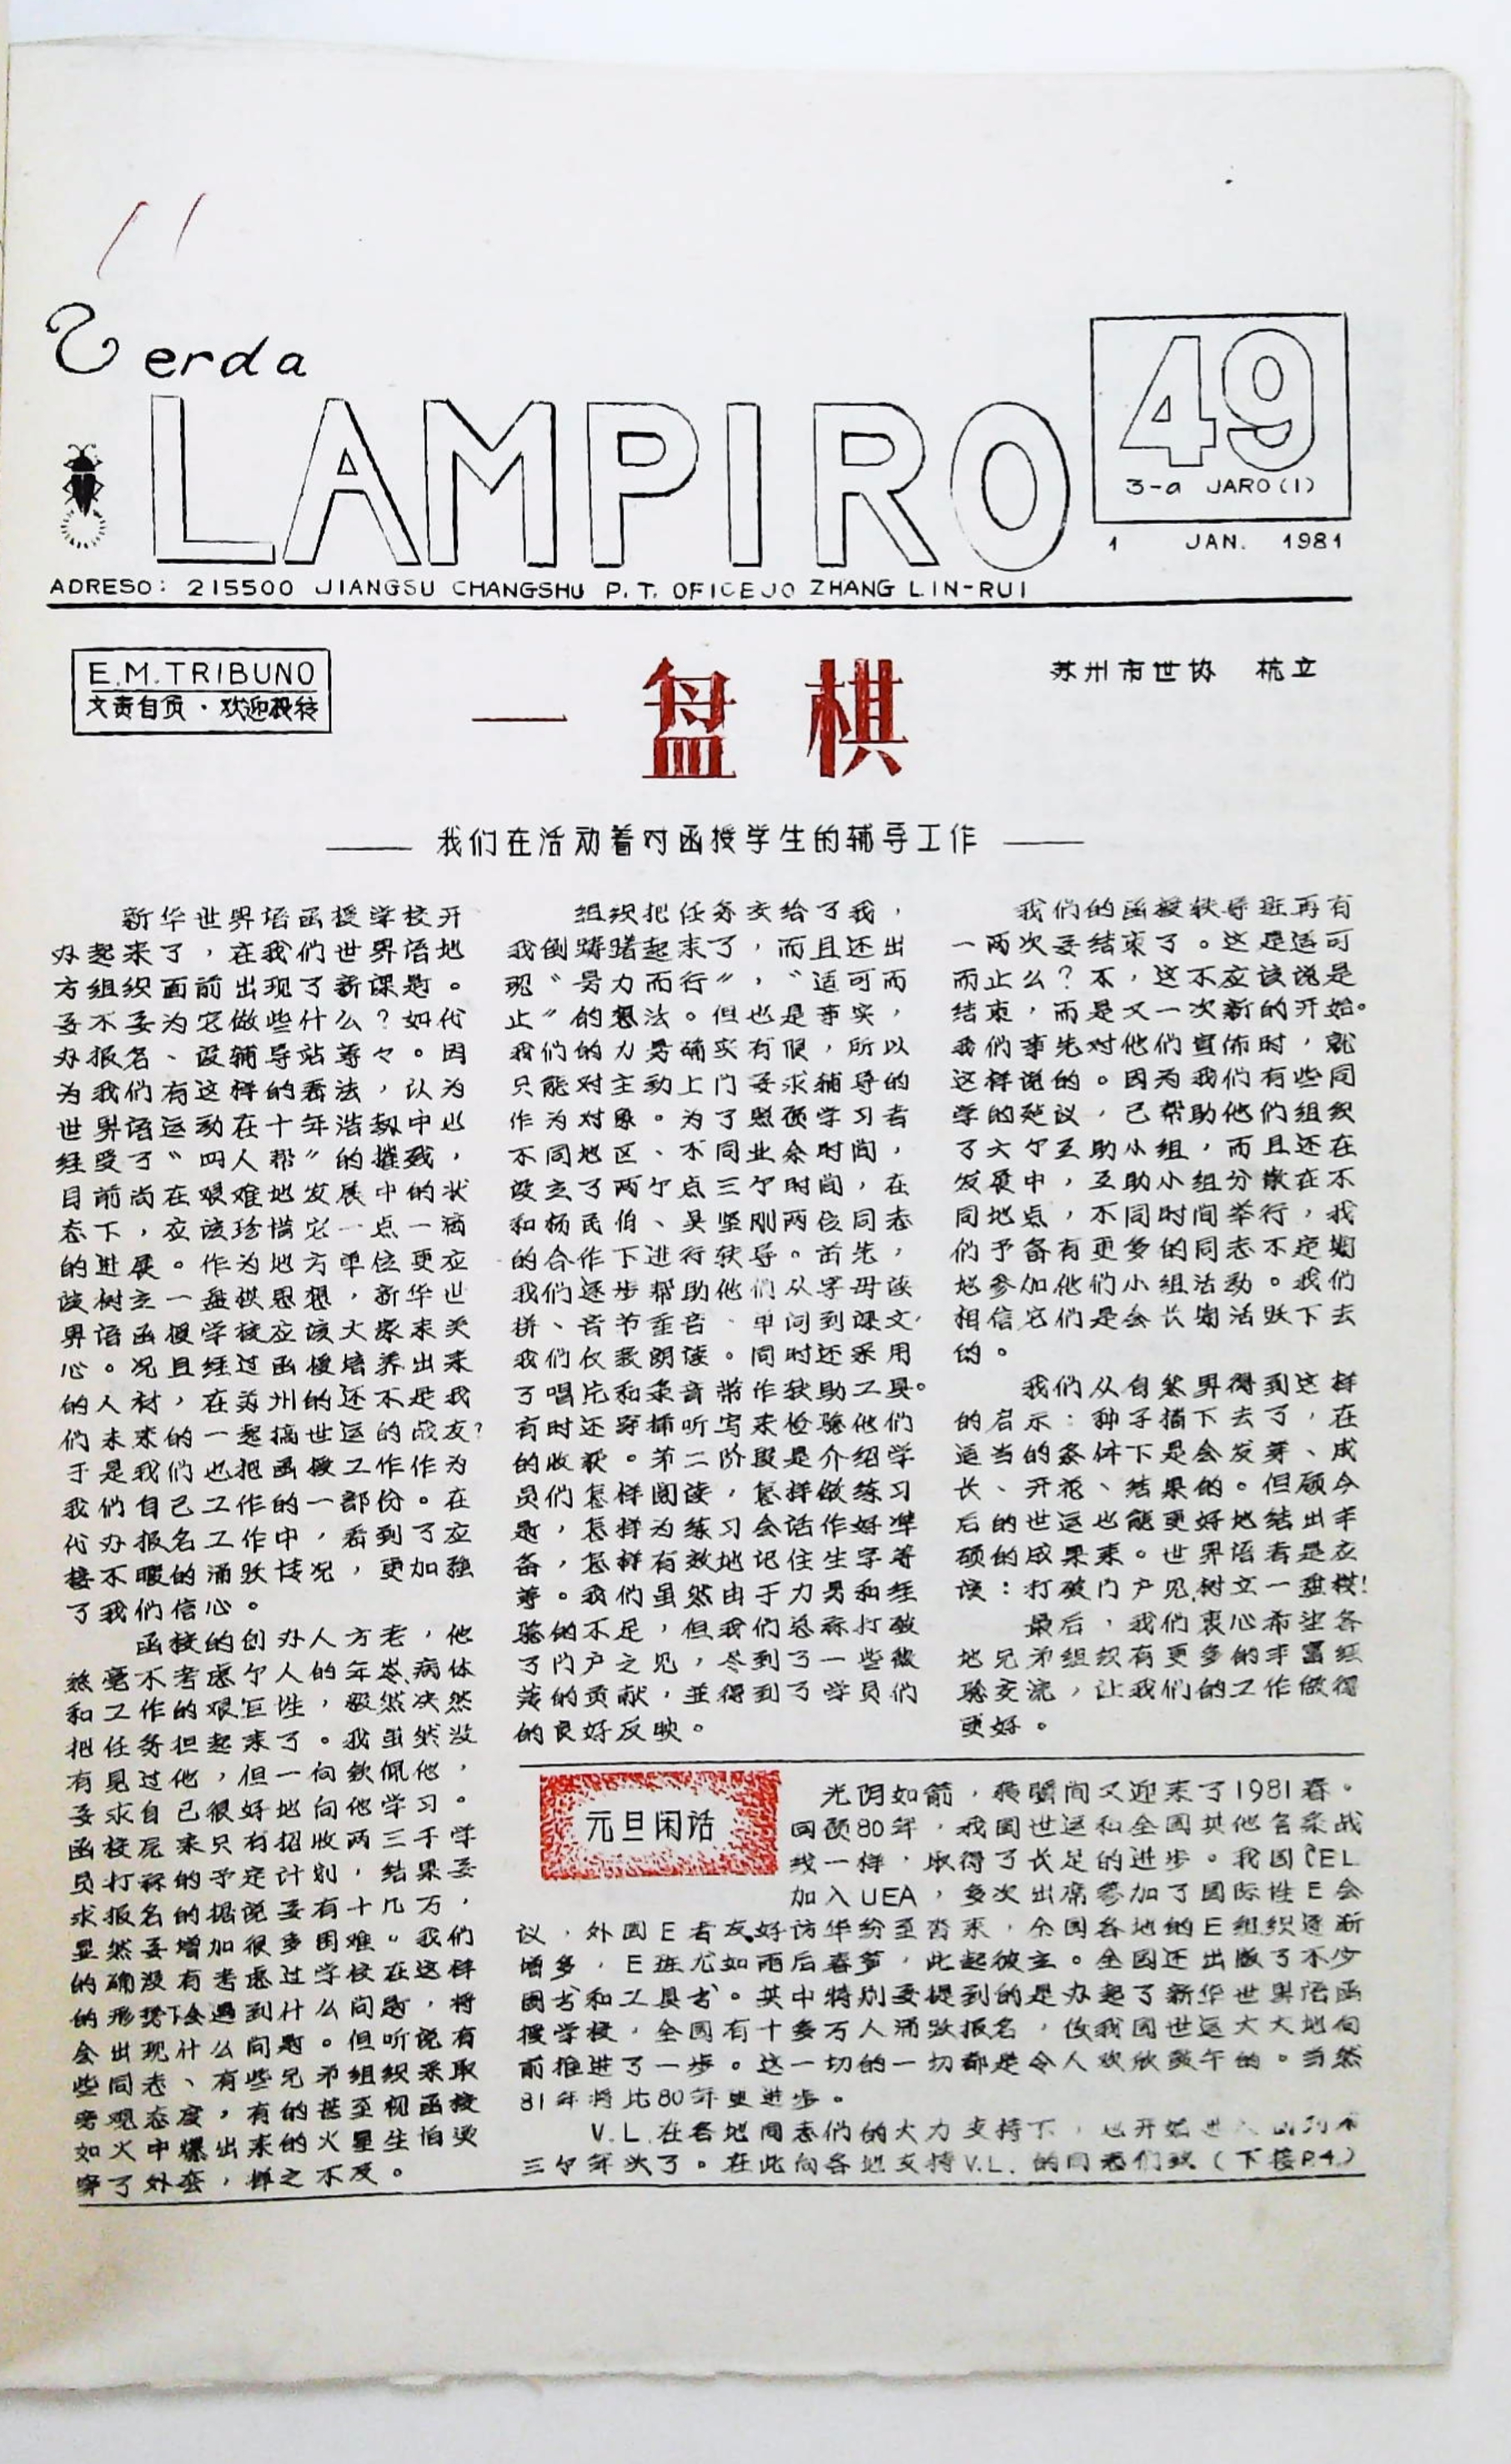 Verda
LAMPIRO
49
3-a JARO(1)
1 JAN. 1981
ADRESO: 215500 JIANGSU CHANGSHU P.T. OFICEJO ZHANG LIN-RUI
E.M.TRIBUNO
文责自负·欢迎投稿
一盘棋
苏州市世协 杭立
—— 我们在活动着对函授学生的辅导工作 ——
新华世界语函授学校开
办起来了，在我们世界语地
方组织面前出现了新课题。
要不要为它做些什么？如代
办报名、设辅导站等々。因
为我们有这样的看法，认为
世界语运动在十年浩劫中也
经受了“四人帮”的摧残，
目前尚在艰难地发展中的状
态下，应该珍惜它一点一滴
的进展。作为地方单位更应
该树立一盘棋思想，新华世
界语函授学校应该大家来关
心。况且经过函授培养出来
的人材，在苏州的还不是我
们未来的一起搞世运的战友？
于是我们也把函授工作作为
我们自己工作的一部份。在
代办报名工作中，看到了应
接不暇的涌跃情况，更加强
了我们信心。
函授的创办人方老，他
丝毫不考虑个人的年迈、病体
和工作的艰巨性，毅然决然
把任务担起来了。我虽然没
有见过他，但一向钦佩他，
要求自己很好地向他学习。
函授原来只有招收两三千学
员打算的予定计划，结果要
求报名的据说要有十几万，
显然要增加很多困难。我们
的确没有考虑过学校在这样
的形势下会遇到什么问题，将
会出现什么问题。但听说有
些同志、有些兄弟组织采取
旁观态度，有的甚至视函授
如火中爆出来的火星生怕烫
穿了外套，掸之不及。
组织把任务交给了我，
我倒踌躇起来了，而且还出
现“量力而行”，“适可而
止”的想法。但也是事实，
我们的力量确实有限，所以
只能对主动上门要求辅导的
作为对象。为了照顾学习者
不同地区、不同业余时间，
设立了两个点三个时间，在
和杨民伯、吴坚刚两位同志
的合作下进行辅导。首先，
我们逐步帮助他们从字母读
拼、音节重音、单词到课文，
我们仅教朗读。同时还采用
了唱片和录音带作辅助工具。
有时还穿插听写来检验他们
的收获。第二阶段是介绍学
员们怎样阅读，怎样做练习
题，怎样为练习会话作好准
备，怎样有效地记住生字等
等。我们虽然由于力量和经
验的不足，但我们总算打破
了门户之见，尽到了一些微
薄的贡献，並得到了学员们
的良好反映。
我们的函授辅导班再有
一两次要结束了。这是适可
而止么？不，这不应该说是
结束，而是又一次新的开始。
我们事先对他们宣佈时，就
这样说的。因为我们有些同
学的建议，已帮助他们组织
了六个互助小组，而且还在
发展中，互助小组分散在不
同地点，不同时间举行，我
们予备有更多的同志不定期
地参加他们小组活动。我们
相信它们是会长期活跃下去
的。
我们从自然界得到这样
的启示：种子播下去了，在
适当的条件下是会发芽、成
长、开花、结果的。但愿今
后的世运也能更好地结出丰
硕的成果来。世界语者是应
该：打破门户见，树立一盘棋！
最后，我们衷心希望各
地兄弟组织有更多的丰富经
验交流，让我们的工作做得
更好。
元旦闲话
光阴如箭，转瞬间又迎来了1981春。
回顾80年，我国世运和全国其他各条战
线一样，取得了长足的进步。我国ĈEL
加入UEA，多次出席参加了国际性E会
议，外国E者友好访华纷至沓来，全国各地的E组织逐渐
增多，E班尤如雨后春笋，此起彼立。全国还出版了不少
图书和工具书。其中特别要提到的是办起了新华世界语函
授学校，全国有十多万人涌跃报名，使我国世运大大地向
前推进了一步。这一切的一切都是令人欢欣鼓午的。当然
81年将比80年更进步。
V.L.在各地同志们的大力支持下，也开始进入
三个年头了。在此向各地支持V.L.的同志们致（下接P.4）